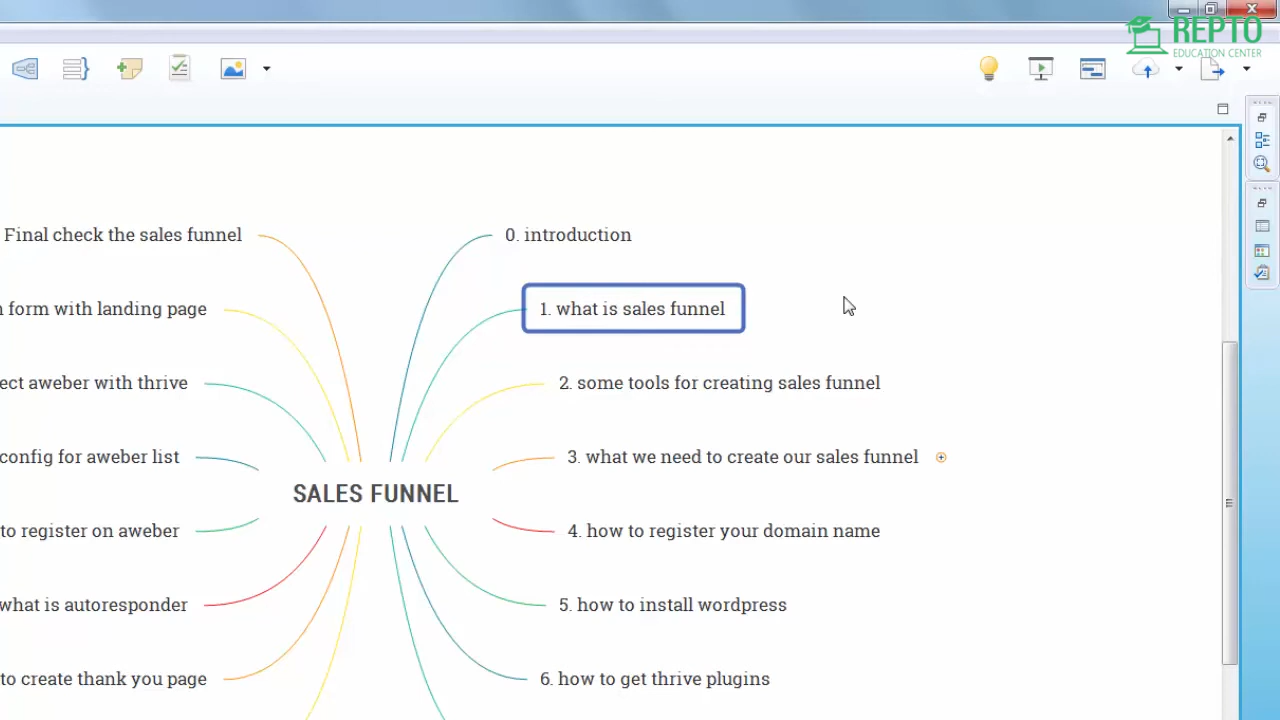 REPTO
EDUCATION CENTER
Final check the sales funnel
form with landing page
aweber with thrive
config for aweber list
to register on aweber
what is autoresponder
to create thank you page
SALES FUNNEL
0. introduction
1. what is sales funnel
2. some tools for creating sales funnel
3. what we need to create our sales funnel
4. how to register your domain name
5. how to install wordpress
6. how to get thrive plugins